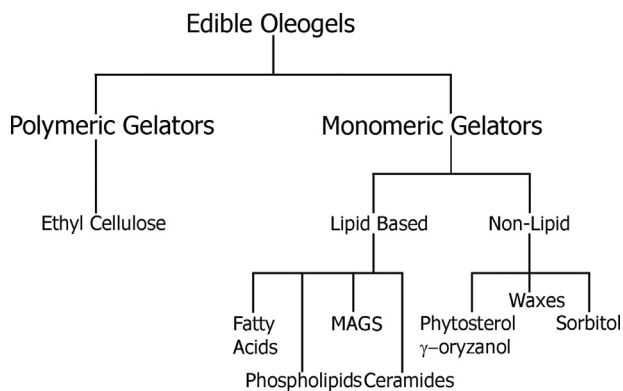 Edible Oleogels
Polymeric Gelators
Monomeric Gelators
Ethyl Cellulose
Lipid Based
Non-Lipid
Fatty
Acids
Phospholipids
MAGS
Ceramides
Phytosterol
γ–oryzanol
Waxes
Sorbitol